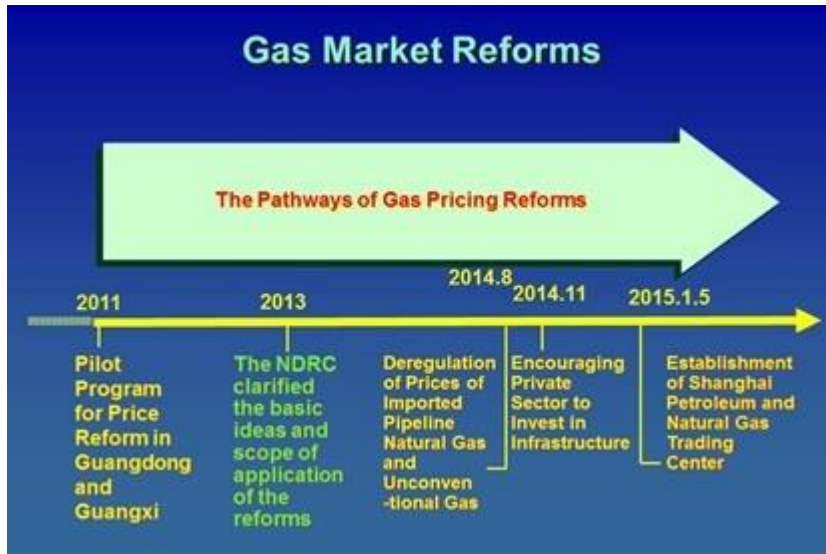 Gas Market Reforms
The Pathways of Gas Pricing Reforms
2011
2013
2014.8
2014.11
2015.1.5
Pilot
Program
for Price
Reform in
Guangdong
and
Guangxi
The NDRC
clarified
the basic
ideas and
scope of
application
of the
reforms
Deregulation
of Prices of
Imported
Pipeline
Natural Gas
and
Unconven
-tional Gas
Encouraging
Private
Sector to
Invest in
Infrastructure
Establishment
of Shanghai
Petroleum and
Natural Gas
Trading
Center